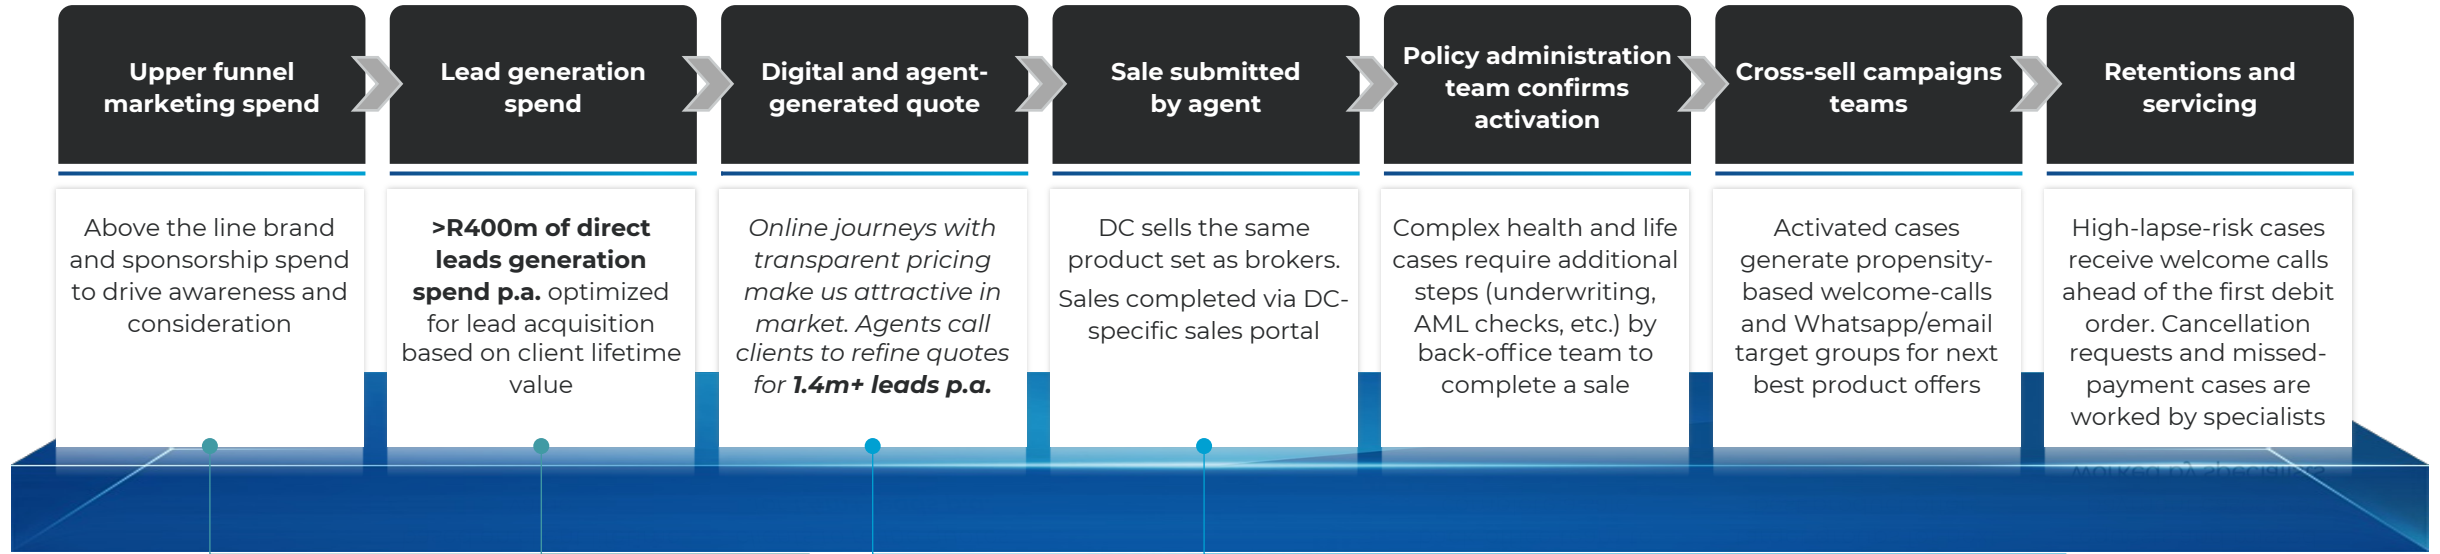 Upper funnel
marketing spend
Lead generation
spend
Digital and agent-
generated quote
Sale submitted
by agent
Policy administration
team confirms
activation
Cross-sell campaigns
teams
Retentions and
servicing
Above the line brand
and sponsorship spend
to drive awareness and
consideration
>R400m of direct
leads generation
spend p.a. optimized
for lead acquisition
based on client lifetime
value
Online journeys with
transparent pricing
make us attractive in
market. Agents call
clients to refine quotes
for 1.4m+ leads p.a.
DC sells the same
product set as brokers.
Sales completed via DC-
specific sales portal
Complex health and life
cases require additional
steps (underwriting,
AML checks, etc.) by
back-office team to
complete a sale
Activated cases
generate propensity-
based welcome-calls
and Whatsapp/email
target groups for next
best product offers
High-lapse-risk cases
receive welcome calls
ahead of the first debit
order. Cancellation
requests and missed-
payment cases are
worked by specialists